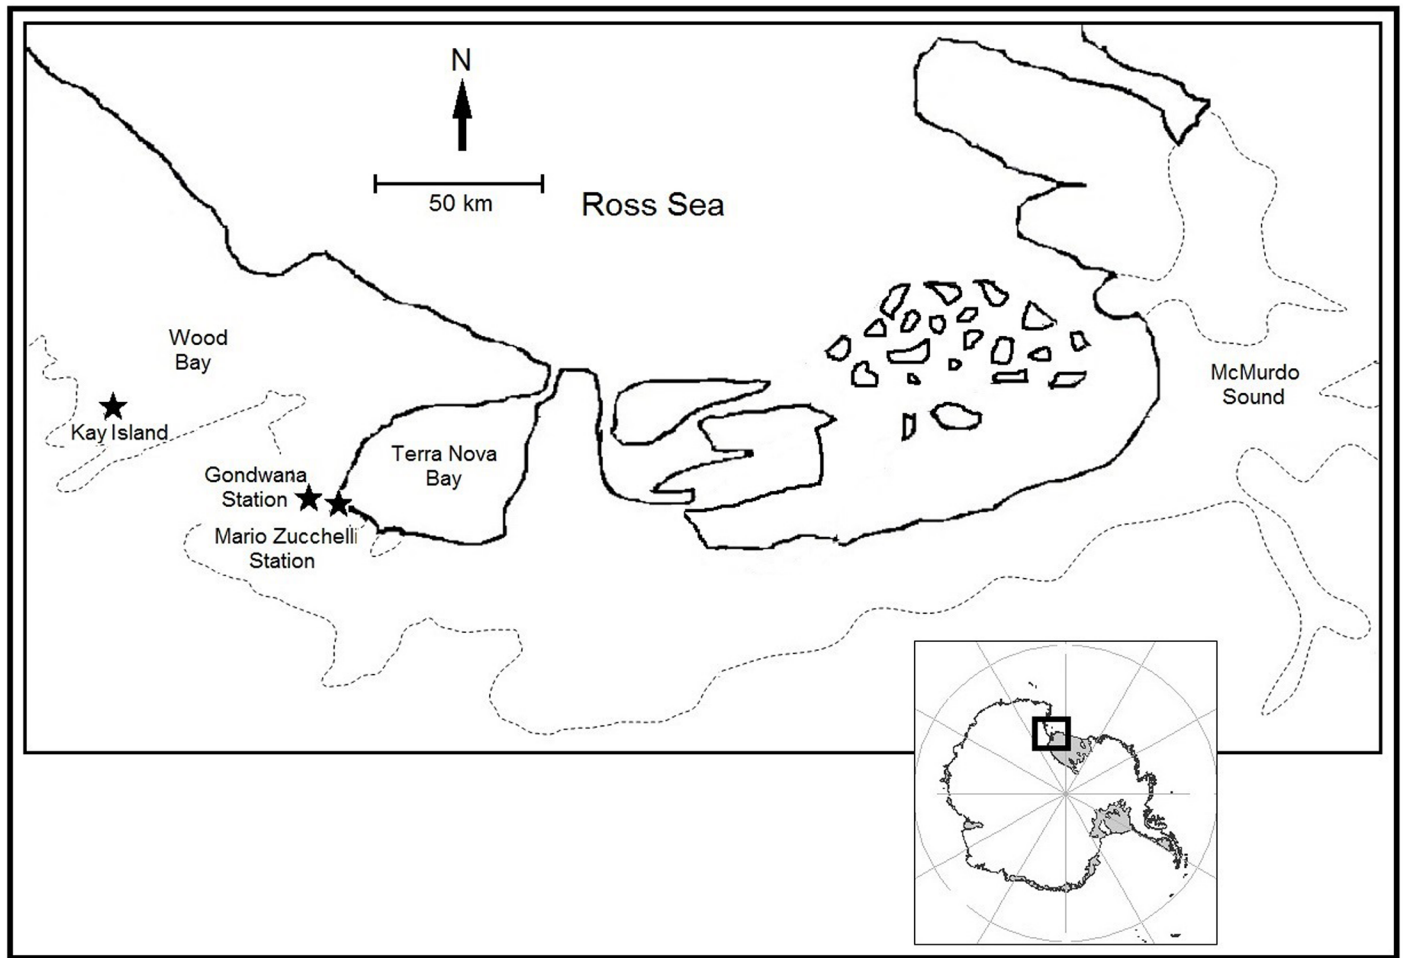 N
50 km
Ross Sea
Wood
Bay
Kay Island
McMurdo
Sound
Terra Nova
Bay
Gondwana
Station
Mario Zucchelli
Station